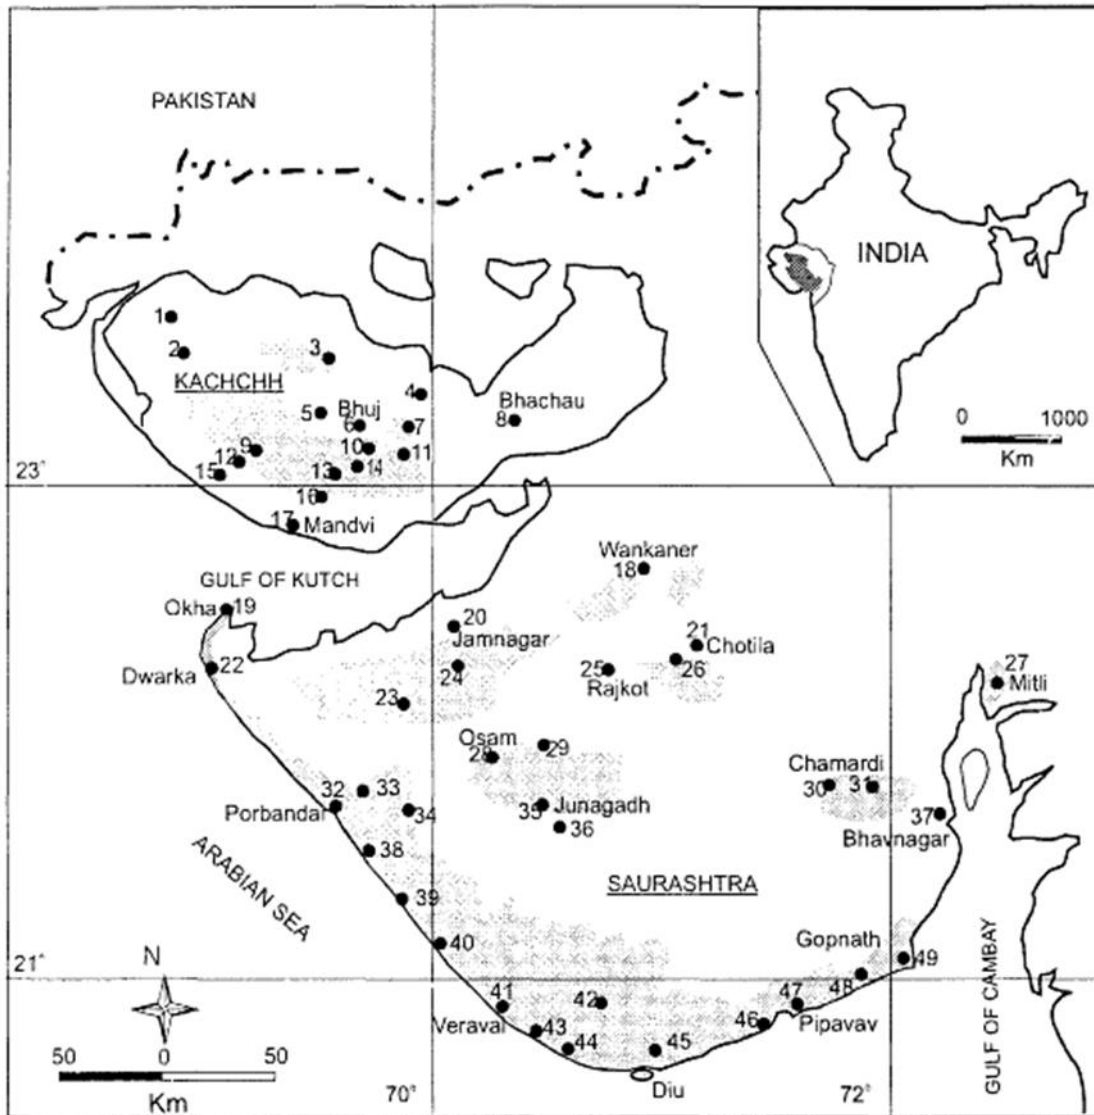 PAKISTAN
INDIA
1
2
3
KACHCHH
4
5
Bhuj
6
7
Bhachau
8
9
10
11
12
13
14
15
16
17
Mandvi
0
1000
Km
23°
GULF OF KUTCH
Wankaner
18
Okha
19
20
Jamnagar
21
Chotila
Dwarka
22
23
24
25
Rajkot
26
27
Mitli
Osam
28
29
Chamardi
30
31
32
33
Porbandar
34
35
Junagadh
36
37
Bhavnagar
38
ARABIAN SEA
39
SAURASHTRA
40
Gopnath
N
21°
41
42
Veraval
43
44
45
46
47
Pipavav
48
49
GULF OF CAMBAY
Diu
50
0
50
Km
70°
72°